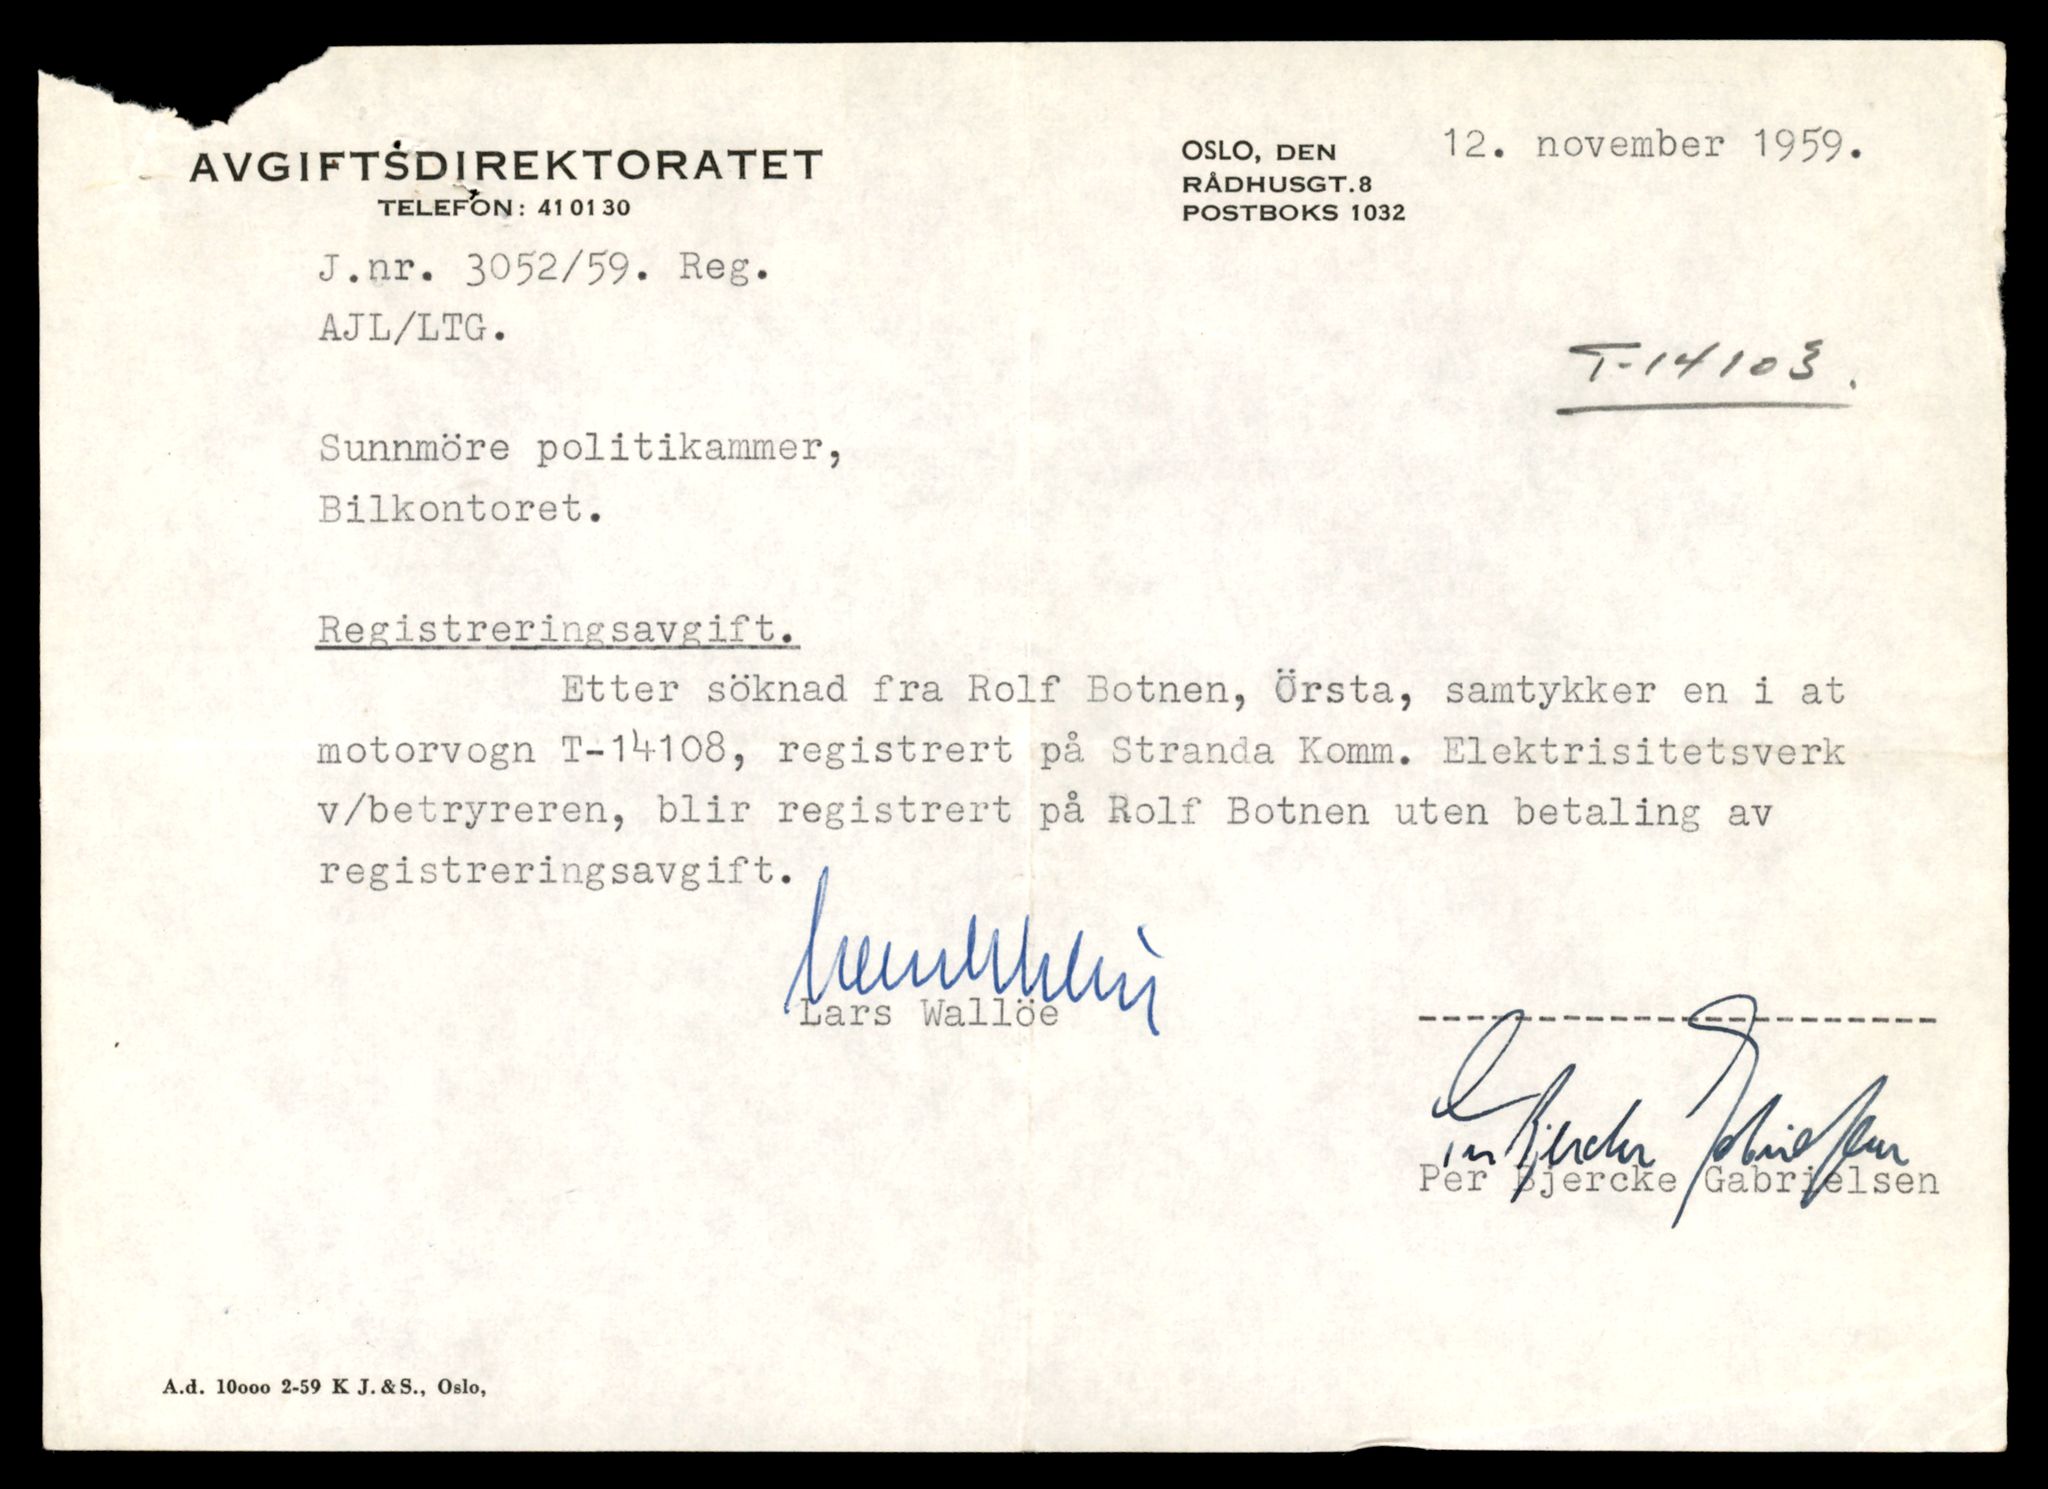 AVGIFTSDIREKTORATET
TELEFON: 41 01 30
OSLO, DEN 12. november 1959.
RÅDHUSGT. 8
POSTBOKS 1032
J.nr. 3052/59. Reg.
AJL/LTG.
T-14103.
Sunnmöre politikammer,
Bilkontoret.
Registreringsavgift.
Etter söknad fra Rolf Botnen, Örsta, samtykker en i at
motorvogn T-14108, registrert på Stranda Komm. Elektrisitetsverk
v/betryreren, blir registrert på Rolf Botnen uten betaling av
registreringsavgift.
Lars Wallöe
Per Bjercke Gabrielsen
Per Bjercke Gabrielsen
A.d. 10000 2-59 K J. & S., Oslo,